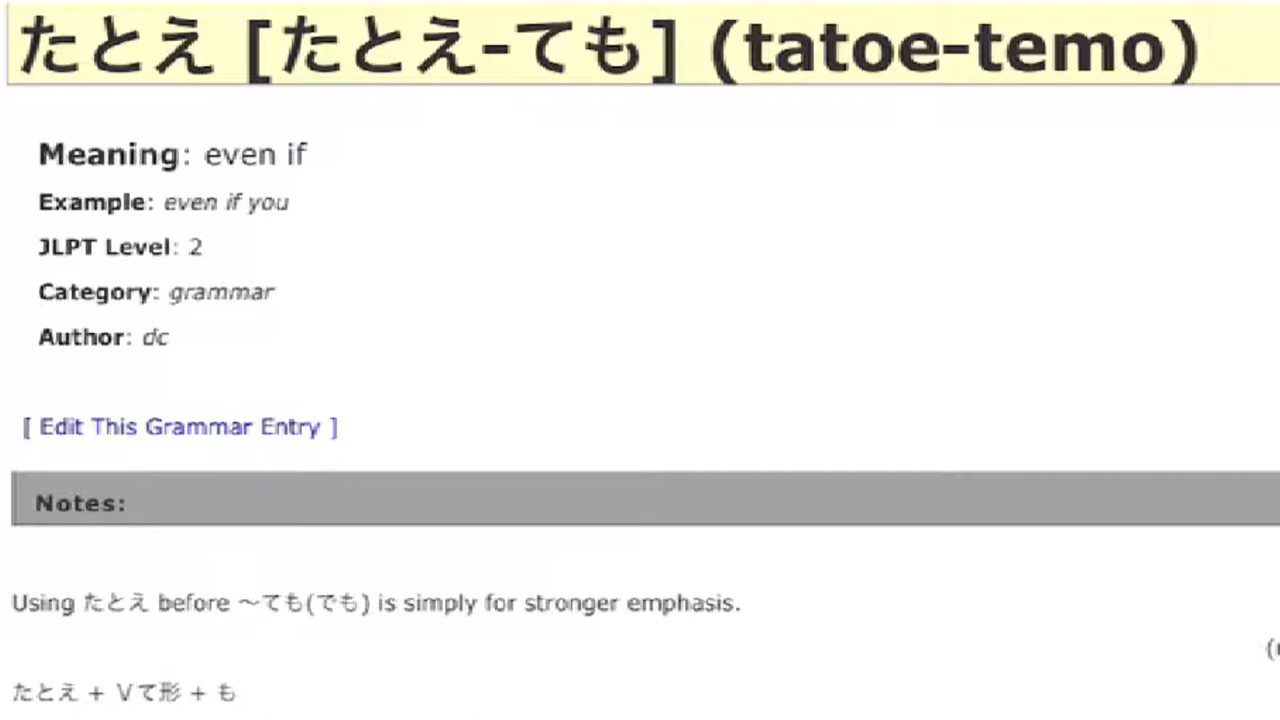 たとえ [たとえ-ても] (tatoe-temo)
Meaning: even if
Example: even if you
JLPT Level: 2
Category: grammar
Author: dc
[ Edit This Grammar Entry ]
Notes:
Using たとえ before ～ても(でも) is simply for stronger emphasis.
たとえ + Vて形 + も